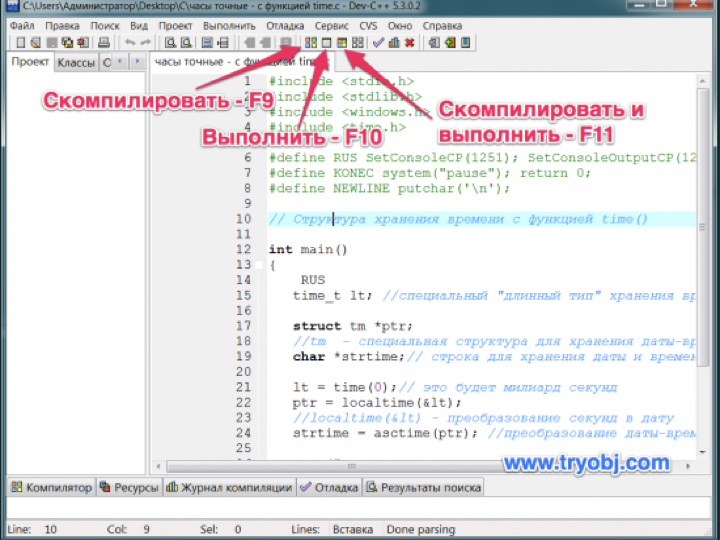 C:\Users\Администратор\Desktop\C\часы точные - с функцией time.c - Dev-C++ 5.3.0.2
Файл Правка Поиск Вид Проект Выполнить Отладка Сервис CVS Окно Справка
Проект Классы
часы точные - с функцией
Скомпилировать - F9
Выполнить - F10
Скомпилировать и
выполнить - F11
1 #include <stdio.h>
2 #include <stdlib.h>
3 #include <windows.h>
4 #include <time.h>
6 #define RUS SetConsoleCP(1251); SetConsoleOutputCP(12
7 #define KONEC system("pause"); return 0;
8 #define NEWLINE putchar('\n');
9
10 // Структура хранения времени с функцией time()
11
12 int main()
13 {
14 RUS
15 time_t lt; //специальный "длинный тип" хранения вр
16
17 struct tm *ptr;
18 //tm - специальная структура для хранения даты-вр
19 char *strtime;// строка для хранения даты и времен
20
21 lt = time(0);// это будет милиард секунд
22 ptr = localtime(&lt);
23 //localtime(&lt) - преобразование секунд в дату
24 strtime = asctime(ptr); //преобразование даты-врем
25
www.tryobj.com
Компилятор Ресурсы Журнал компиляции Отладка Результаты поиска
Line: 10 Col: 9 Sel: 0 Lines: Вставка Done parsing